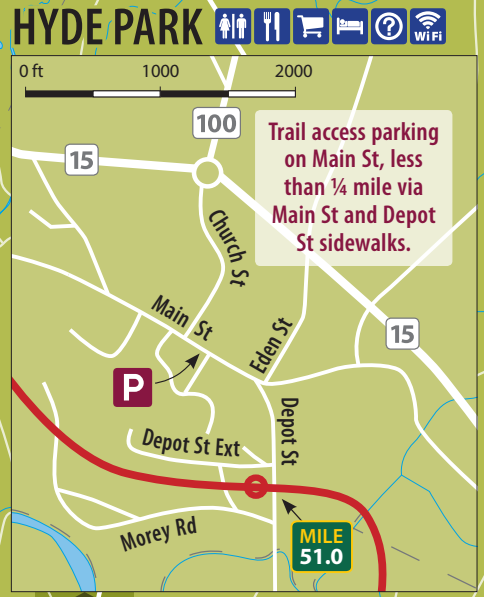 HYDE PARK
?
WiFi
0 ft 1000 2000
100
15
Trail access parking
on Main St, less
than ¼ mile via
Main St and Depot
St sidewalks.
Church St
Main St
Eden St
15
P
Depot St
Depot St Ext
Morey Rd
MILE
51.0